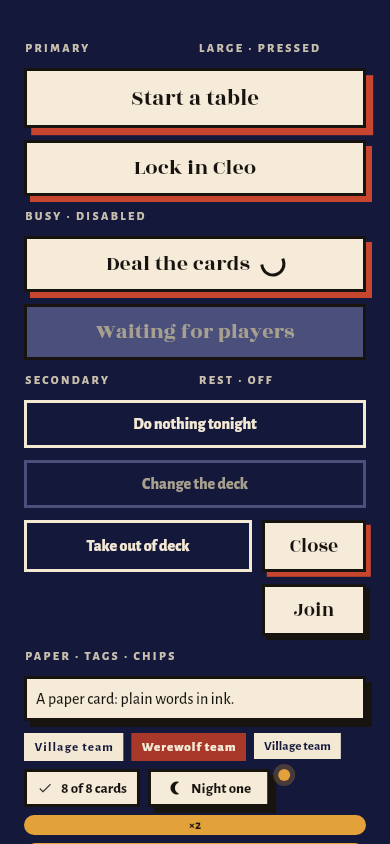 PRIMARY LARGE · PRESSED
Start a table
Lock in Cleo
BUSY · DISABLED
Deal the cards
Waiting for players
SECONDARY REST · OFF
Do nothing tonight
Change the deck
Take out of deck Close
Join
PAPER · TAGS · CHIPS
A paper card: plain words in ink.
Village team Werewolf team Village team
8 of 8 cards Night one
×2